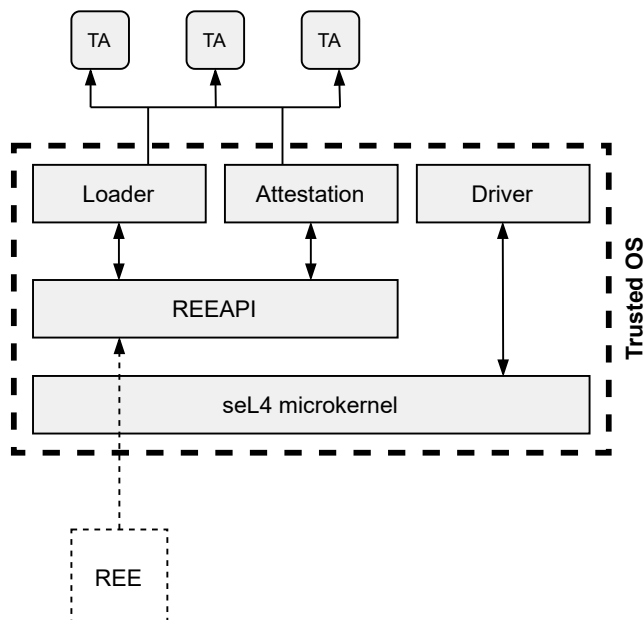 TA
TA
TA
Loader
Attestation
Driver
Trusted OS
REEAPI
seL4 microkernel
REE